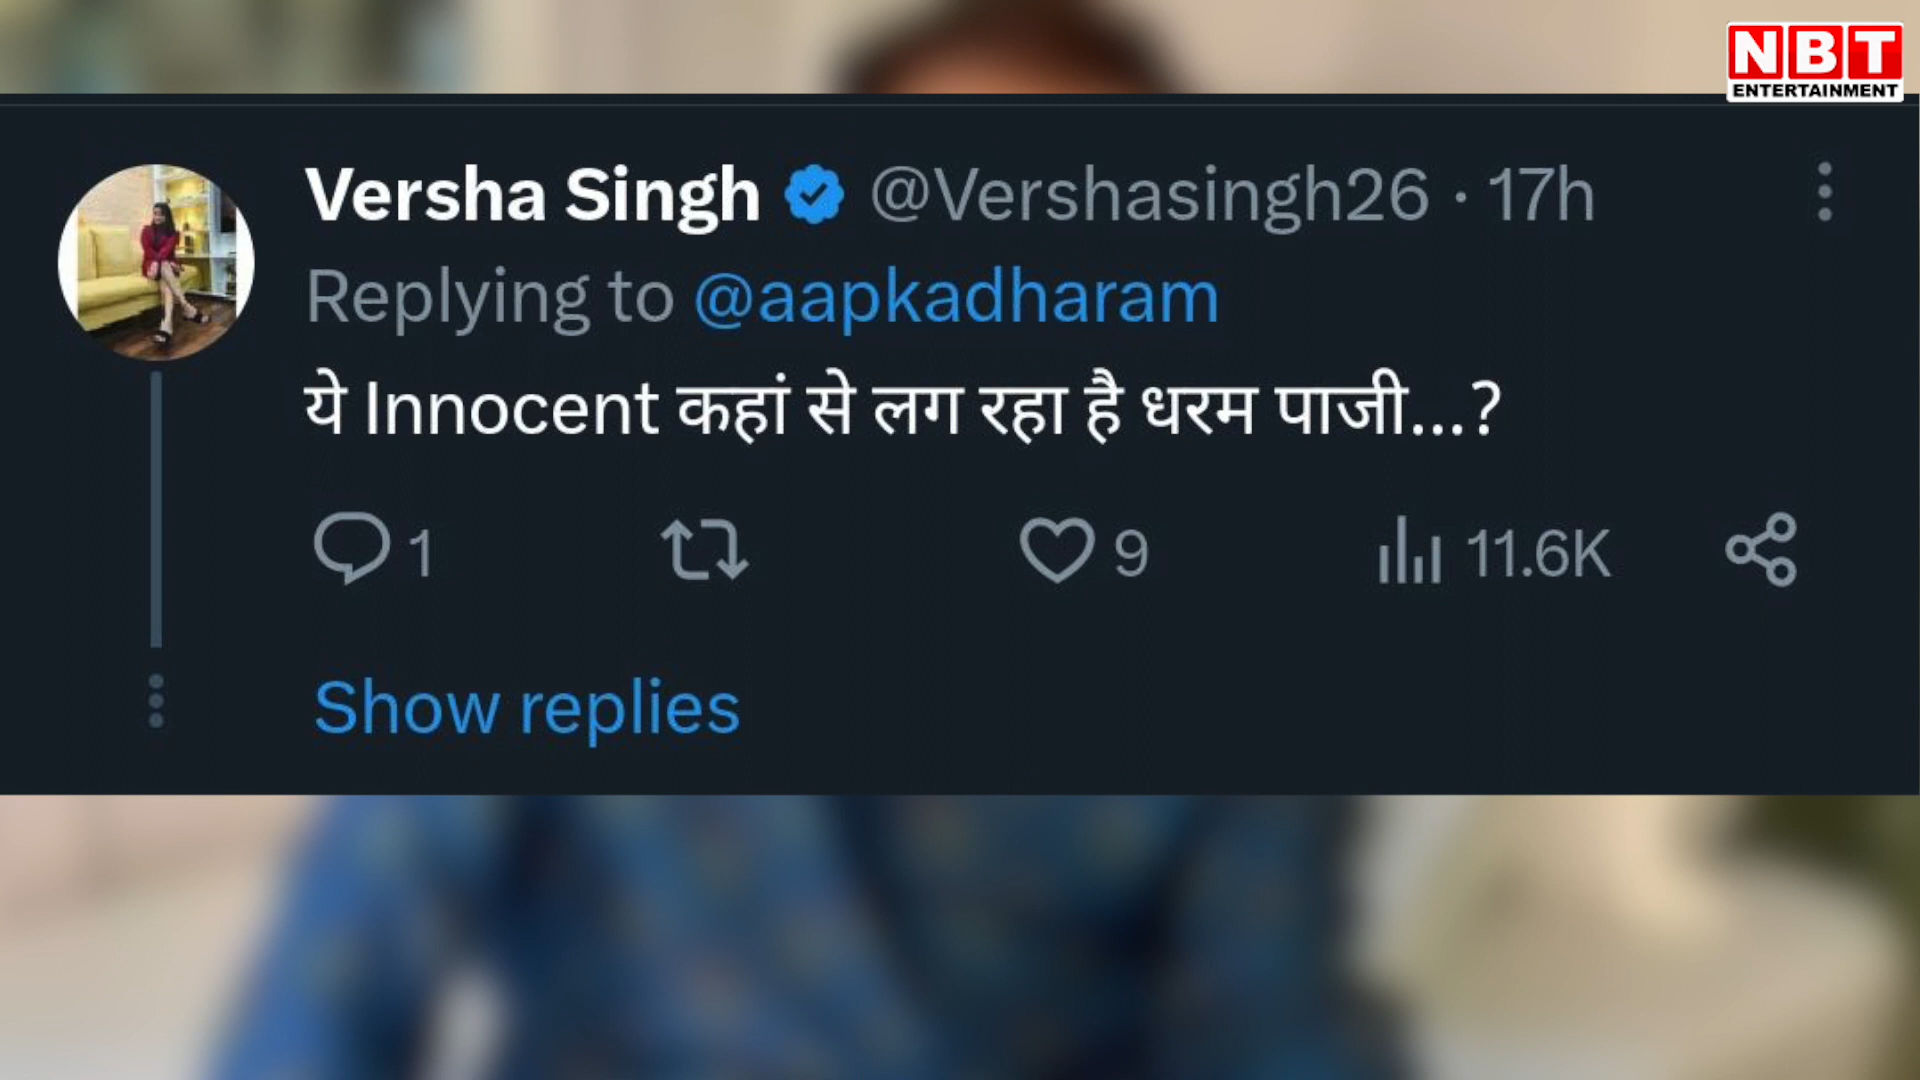 NBT
ENTERTAINMENT
Versha Singh @Vershasingh26 · 17h
Replying to @aapkadharam
ये Innocent कहां से लग रहा है धरम पाजी...?
1 9 11.6K
Show replies